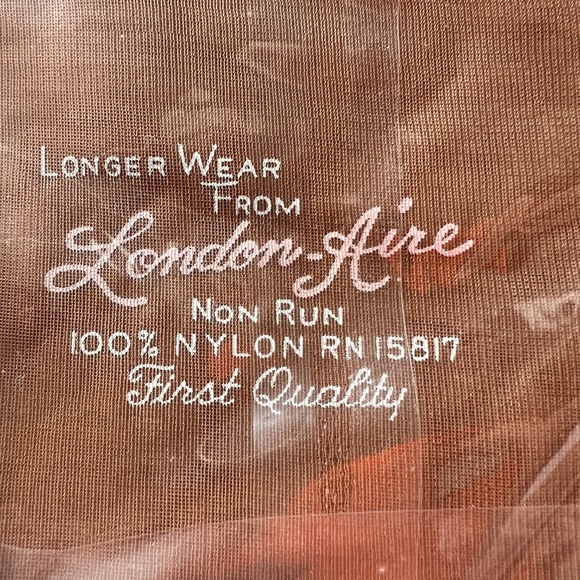 LONGER WEAR
FROM
London-Aire
NON RUN
100% NYLON RN 15817
First Quality